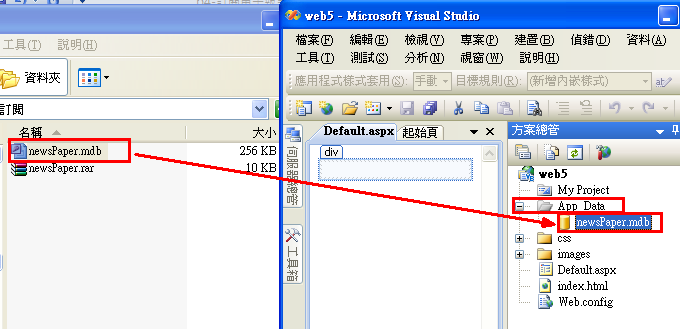 工具(T) 說明(H)
資料夾
訂閱
名稱 大小
newsPaper.mdb 256 KB
newsPaper.rar 10 KB
web5 - Microsoft Visual Studio
檔案(F) 編輯(E) 檢視(V) 專案(P) 建置(B) 偵錯(D) 資料(A)
工具(T) 測試(S) 分析(N) 視窗(W) 說明(H)
應用程式樣式套用(S): 手動 目標規則(R): (新增內嵌樣式)
伺服器總管
工具箱
Default.aspx 起始頁
div
方案總管
web5
My Project
App_Data
newsPaper.mdb
css
images
Default.aspx
index.html
Web.config